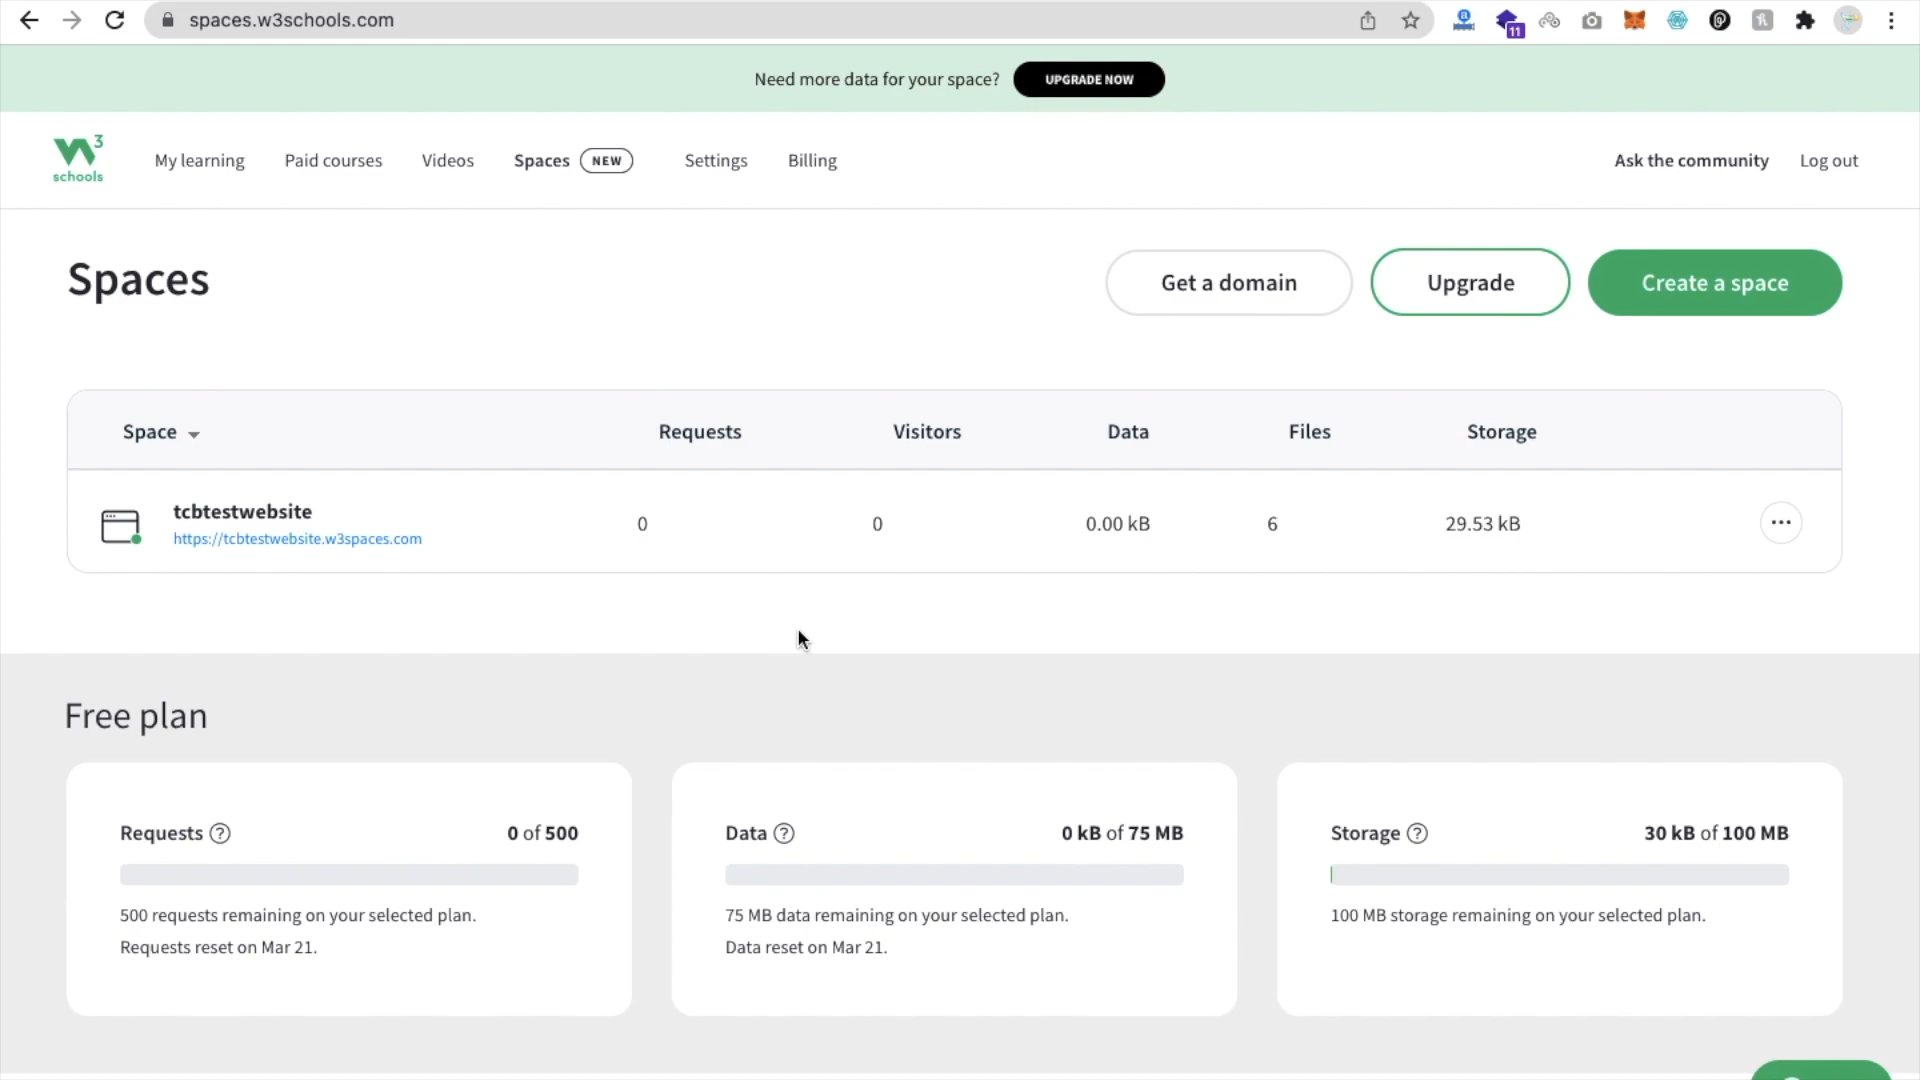 spaces.w3schools.com
11
Need more data for your space? UPGRADE NOW
W3 schools
My learning Paid courses Videos Spaces NEW Settings Billing Ask the community Log out
Spaces Get a domain Upgrade Create a space
Space Requests Visitors Data Files Storage
tcbtestwebsite
https://tcbtestwebsite.w3spaces.com 0 0 0.00 kB 6 29.53 kB
Free plan
Requests ? 0 of 500
500 requests remaining on your selected plan.
Requests reset on Mar 21.
Data ? 0 kB of 75 MB
75 MB data remaining on your selected plan.
Data reset on Mar 21.
Storage ? 30 kB of 100 MB
100 MB storage remaining on your selected plan.